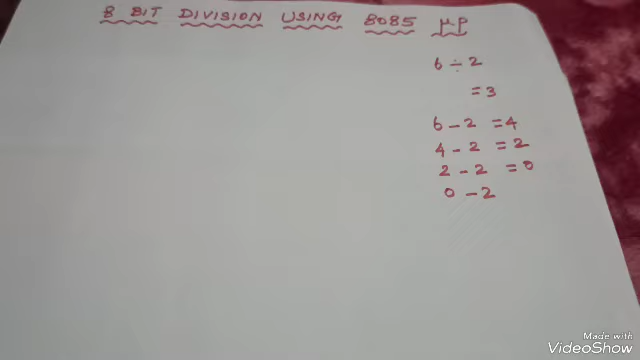 8 BIT DIVISION USING 8085 μP
6 ÷ 2
= 3
6 - 2 = 4
4 - 2 = 2
2 - 2 = 0
0 - 2
Made with
VideoShow